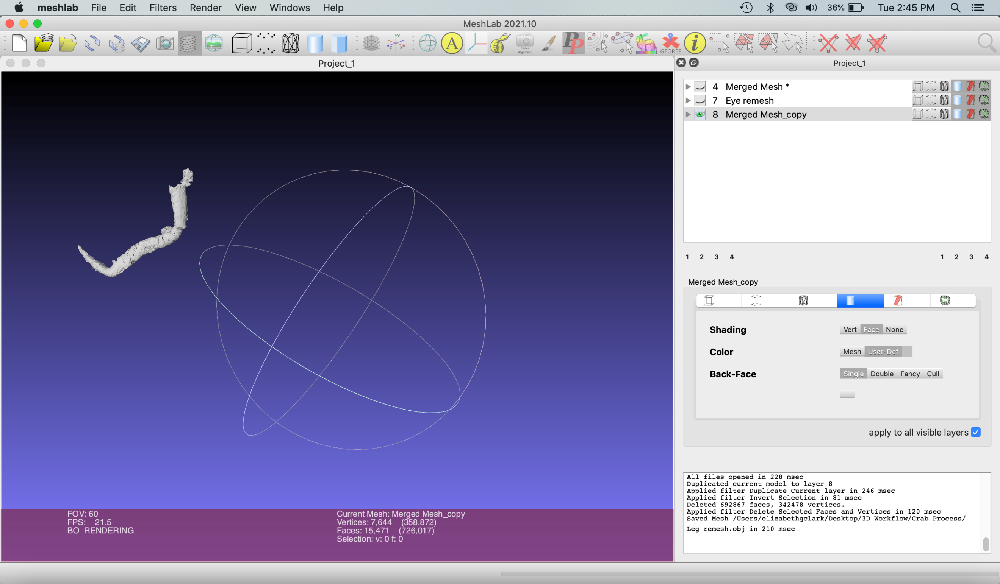 meshlab File Edit Filters Render View Windows Help 36% Tue 2:45 PM
MeshLab 2021.10
A Raster Alignment PP GEOREF i
Y Z X
Project_1
Project_1
4 Merged Mesh *
7 Eye remesh
8 Merged Mesh_copy
1 2 3 4 1 2 3 4
Merged Mesh_copy
Shading Vert Face None
Color Mesh User-Def
Back-Face Single Double Fancy Cull
apply to all visible layers
All files opened in 228 msec
Duplicated current model to layer 8
Applied filter Duplicate Current layer in 246 msec
Applied filter Invert Selection in 81 msec
Deleted 692867 faces, 342478 vertices.
Applied filter Delete Selected Faces and Vertices in 120 msec
Saved Mesh /Users/elizabethgclark/Desktop/3D Workflow/Crab Process/
Leg remesh.obj in 210 msec
FOV: 60
FPS: 21.5
BO_RENDERING
Current Mesh: Merged Mesh_copy
Vertices: 7,644 (358,872)
Faces: 15,471 (726,017)
Selection: v: 0 f: 0